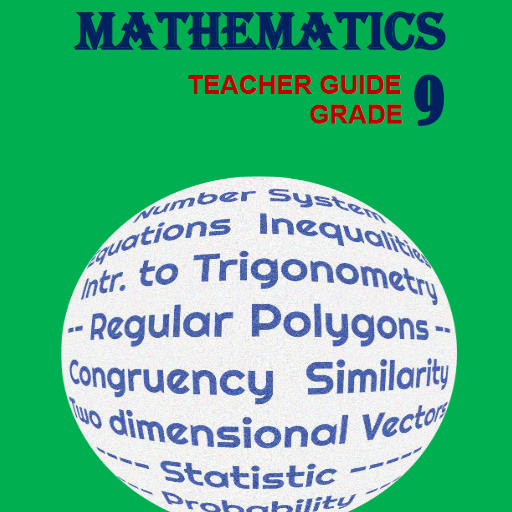 MATHEMATICS
TEACHER GUIDE
GRADE 9
Number System
Equations Inequalities
Intr. to Trigonometry
-- Regular Polygons --
Congruency Similarity
Two dimensional Vectors
---- Statistic -----
Probability